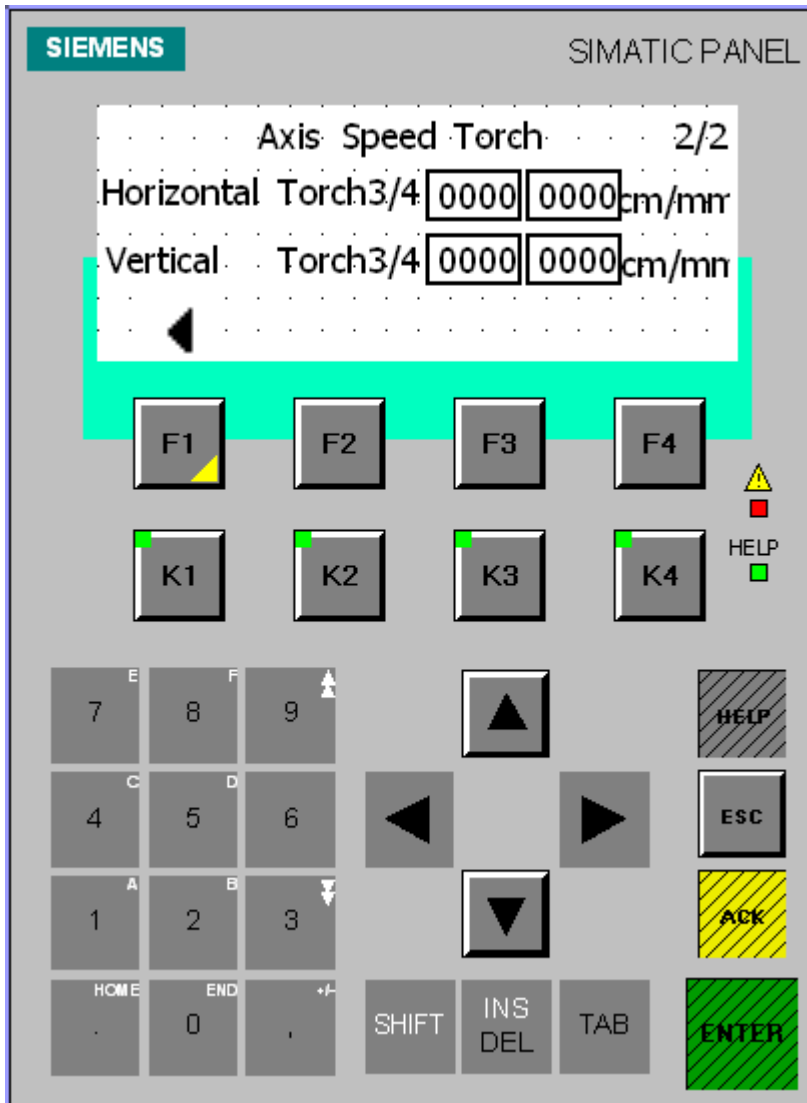 SIEMENS SIMATIC PANEL
Axis Speed Torch 2/2
Horizontal Torch3/4 0000 0000 cm/mm
Vertical Torch3/4 0000 0000 cm/mm
F1 F2 F3 F4
HELP
K1 K2 K3 K4
E F
7 8 9 HELP
C D
4 5 6 ESC
A B
1 2 3 ACK
HOME END +/-
. 0 , SHIFT INS DEL TAB ENTER